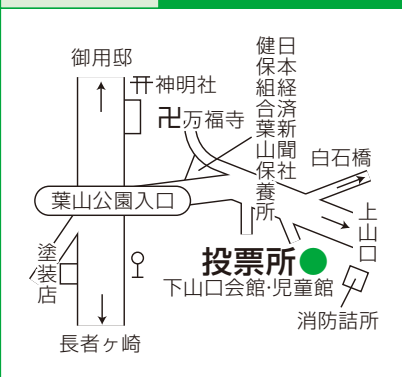 御用邸
神明社
卍万福寺
日本経済新聞社
健保組合葉山保養所
白石橋
葉山公園入口
上山口
塗装店
投票所
下山口会館・児童館
消防詰所
長者ヶ崎